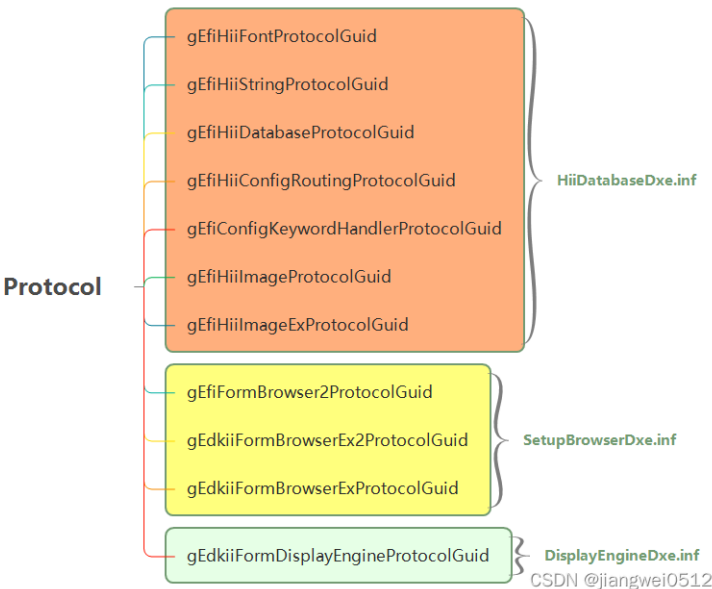 Protocol
gEfiHiiFontProtocolGuid
gEfiHiiStringProtocolGuid
gEfiHiiDatabaseProtocolGuid
gEfiHiiConfigRoutingProtocolGuid
gEfiConfigKeywordHandlerProtocolGuid
gEfiHiiImageProtocolGuid
gEfiHiiImageExProtocolGuid
HiiDatabaseDxe.inf
gEfiFormBrowser2ProtocolGuid
gEdkiiFormBrowserEx2ProtocolGuid
gEdkiiFormBrowserExProtocolGuid
SetupBrowserDxe.inf
gEdkiiFormDisplayEngineProtocolGuid
DisplayEngineDxe.inf
CSDN @jiangwei0512